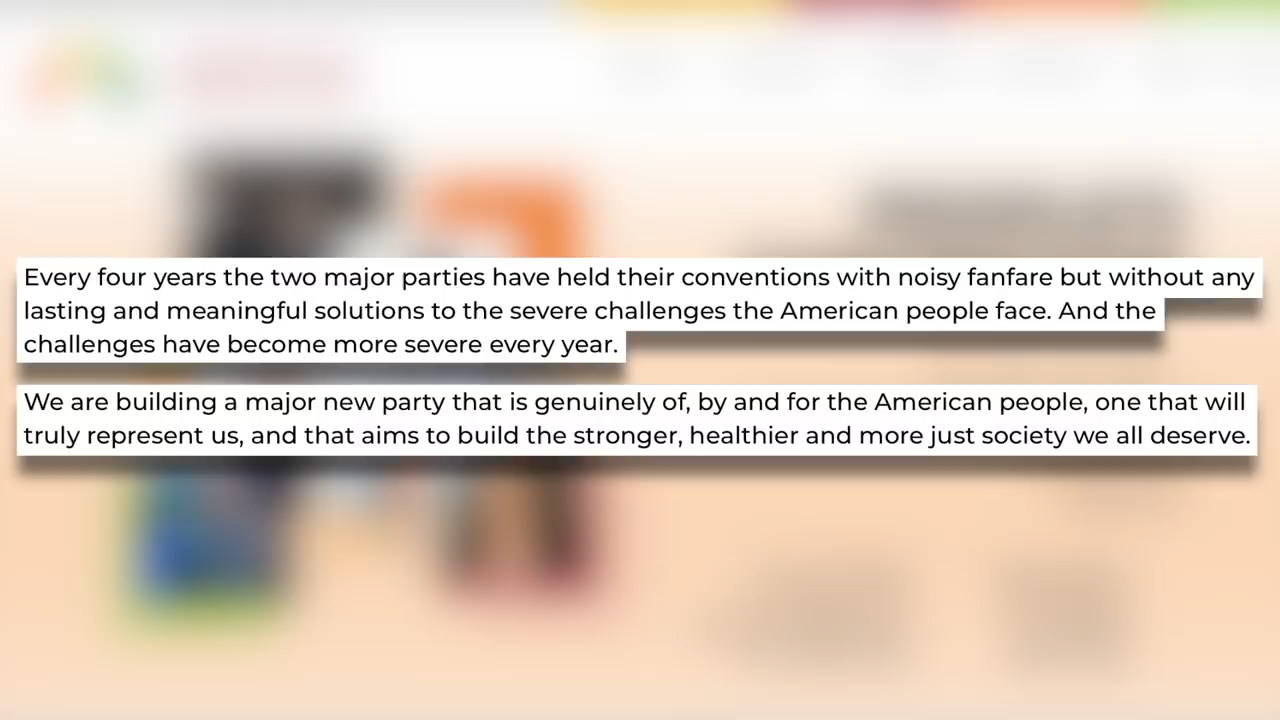 Every four years the two major parties have held their conventions with noisy fanfare but without any
lasting and meaningful solutions to the severe challenges the American people face. And the
challenges have become more severe every year.
We are building a major new party that is genuinely of, by and for the American people, one that will
truly represent us, and that aims to build the stronger, healthier and more just society we all deserve.